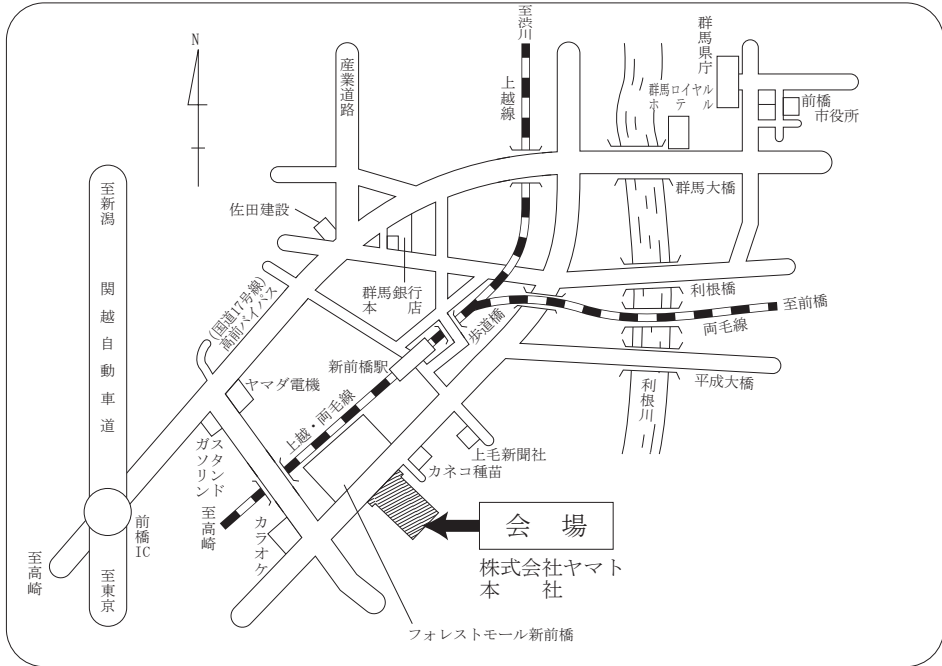 至渋川
上越線
N
産業道路
群馬県庁
群馬ロイヤル
ホテル
前橋
市役所
至新潟
関越自動車道
佐田建設
群馬大橋
(国道17号線)
高前バイパス
群馬銀行
本店
利根橋
歩道橋
両毛線
至前橋
新前橋駅
ヤマダ電機
平成大橋
利根川
上越・両毛線
ガソリン
スタンド
上毛新聞社
カネコ種苗
至高崎
カラオケ
前橋
IC
会場
至高崎
至東京
株式会社ヤマト
本社
フォレストモール新前橋